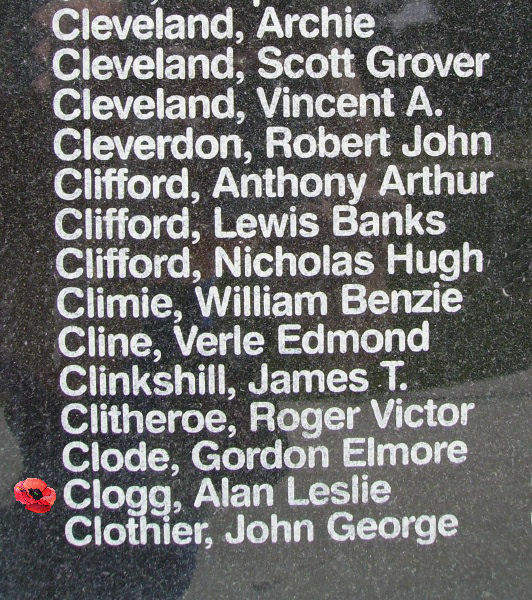 Cleveland, Archie
Cleveland, Scott Grover
Cleveland, Vincent A.
Cleverdon, Robert John
Clifford, Anthony Arthur
Clifford, Lewis Banks
Clifford, Nicholas Hugh
Climie, William Benzie
Cline, Verle Edmond
Clinkshill, James T.
Clitheroe, Roger Victor
Clode, Gordon Elmore
Clogg, Alan Leslie
Clothier, John George